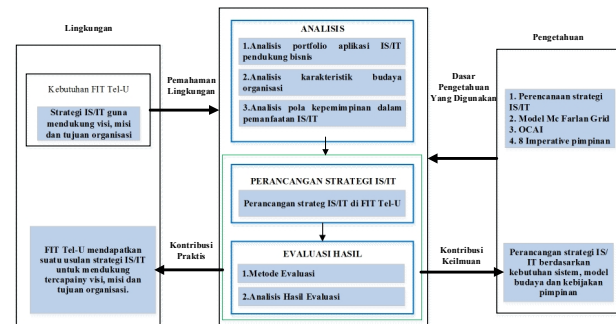 Lingkungan
Kebutuhan FIT Tel-U
Strategi IS/IT guna
mendukung visi, misi
dan tujuan organisasi
FIT Tel-U mendapatkan
suatu usulan strategi IS/IT
untuk mendukung
tercapainy visi, misi dan
tujuan organisasi.
Pemahaman
Lingkungan
Kontribusi
Praktis
ANALISIS
1.Analisis portfolio aplikasi IS/IT
pendukung bisnis
2.Analisis karakteristik budaya
organisasi
3.Analisis pola kepemimpinan dalam
pemanfaatan IS/IT
PERANCANGAN STRATEGI IS/IT
Perancangan strateg IS/IT di FIT Tel-U
EVALUASI HASIL
1.Metode Evaluasi
2.Analisis Hasil Evaluasi
Dasar
Pengetahuan
Yang Digunakan
Kontribusi
Keilmuan
Pengetahuan
1. Perencanaan strategi
IS/IT
2. Model Mc Farlan Grid
3. OCAI
4. 8 Imperative pimpinan
Perancangan strategi IS/
IT berdasarkan
kebutuhan sistem, model
budaya dan kebijakan
pimpinan